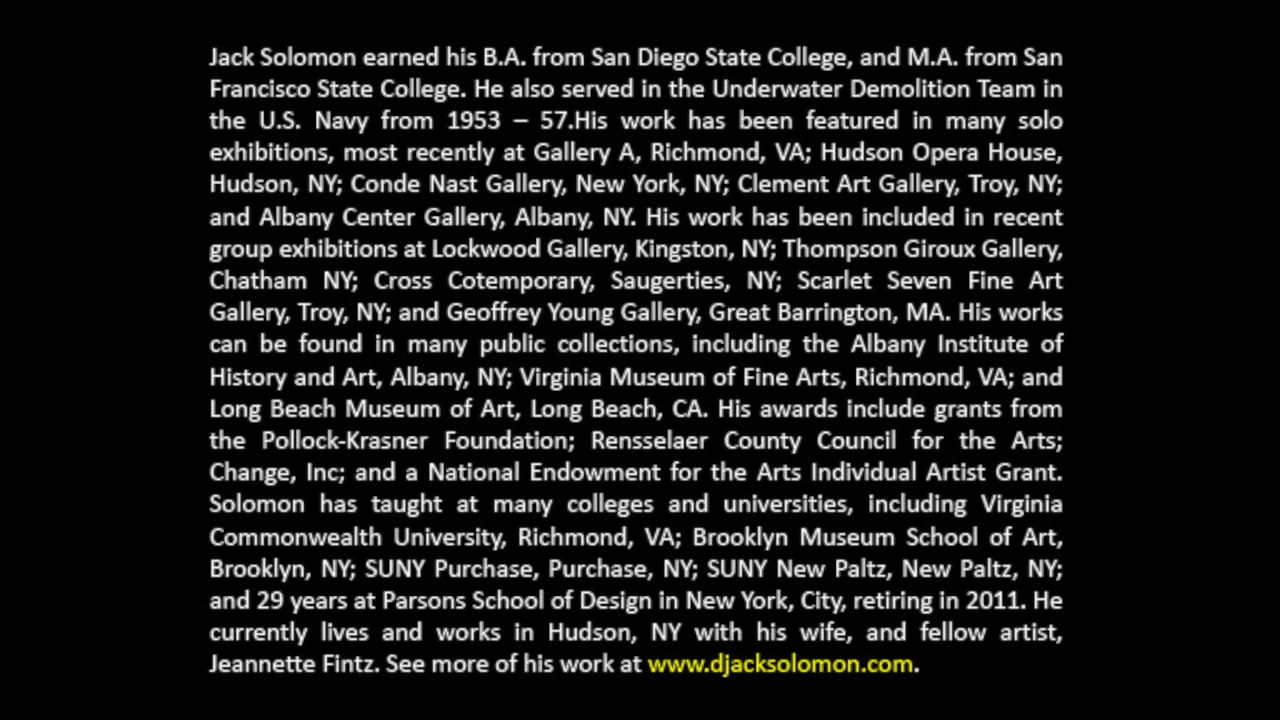 Jack Solomon earned his B.A. from San Diego State College, and M.A. from San
Francisco State College. He also served in the Underwater Demolition Team in
the U.S. Navy from 1953 – 57.His work has been featured in many solo
exhibitions, most recently at Gallery A, Richmond, VA; Hudson Opera House,
Hudson, NY; Conde Nast Gallery, New York, NY; Clement Art Gallery, Troy, NY;
and Albany Center Gallery, Albany, NY. His work has been included in recent
group exhibitions at Lockwood Gallery, Kingston, NY; Thompson Giroux Gallery,
Chatham NY; Cross Cotemporary, Saugerties, NY; Scarlet Seven Fine Art
Gallery, Troy, NY; and Geoffrey Young Gallery, Great Barrington, MA. His works
can be found in many public collections, including the Albany Institute of
History and Art, Albany, NY; Virginia Museum of Fine Arts, Richmond, VA; and
Long Beach Museum of Art, Long Beach, CA. His awards include grants from
the Pollock-Krasner Foundation; Rensselaer County Council for the Arts;
Change, Inc; and a National Endowment for the Arts Individual Artist Grant.
Solomon has taught at many colleges and universities, including Virginia
Commonwealth University, Richmond, VA; Brooklyn Museum School of Art,
Brooklyn, NY; SUNY Purchase, Purchase, NY; SUNY New Paltz, New Paltz, NY;
and 29 years at Parsons School of Design in New York, City, retiring in 2011. He
currently lives and works in Hudson, NY with his wife, and fellow artist,
Jeannette Fintz. See more of his work at www.djacksolomon.com.